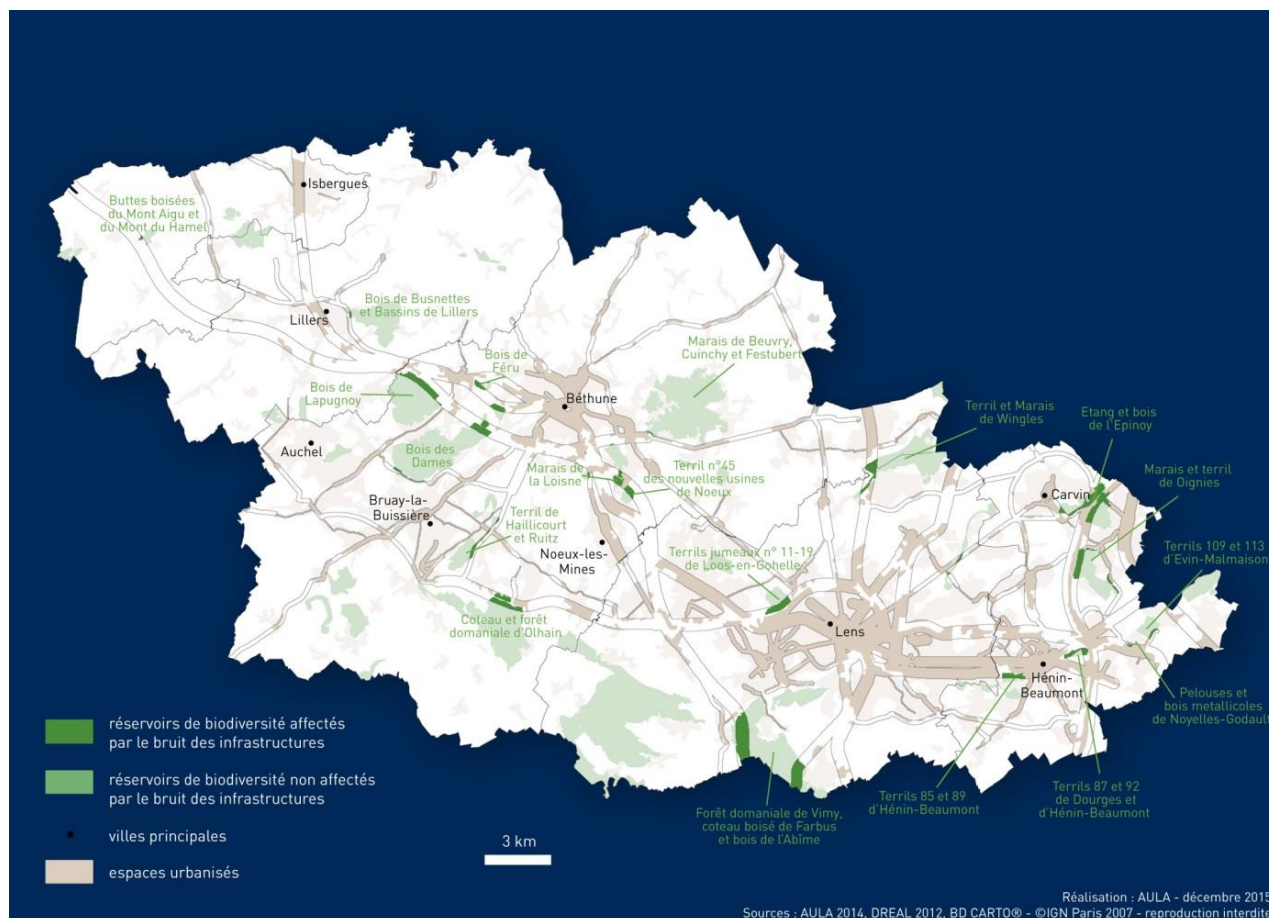 Isbergues
Buttes boisées
du Mont Aigu et
du Mont du Hamel
Bois de Busnettes
et Bassins de Lillers
Lillers
Bois de
Féru
Marais de Beuvry,
Cuinchy et Festubert
Bois de
Lapugnoy
Béthune
Terril et Marais
de Wingles
Etang et bois
de l'Epinoy
Auchel
Bois des
Dames
Marais de
la Loisne
Terril n°45
des nouvelles usines
de Noeux
Marais et terril
de Oignies
Carvin
Bruay-la-
Buissière
Terril de
Haillicourt
et Ruitz
Noeux-les-
Mines
Terrils jumeaux n° 11-19
de Loos-en-Gohelle
Terrils 109 et 113
d'Evin-Malmaison
Coteau et forêt
domaniale d'Olhain
Lens
Hénin-
Beaumont
Pelouses et
bois metallicoles
de Noyelles-Godault
Terrils 85 et 89
d'Hénin-Beaumont
Terrils 87 et 92
de Dourges et
d'Hénin-Beaumont
Forêt domaniale de Vimy,
coteau boisé de Farbus
et bois de l'Abîme
réservoirs de biodiversité affectés
par le bruit des infrastructures
réservoirs de biodiversité non affectés
par le bruit des infrastructures
villes principales
espaces urbanisés
3 km
Réalisation : AULA - décembre 2015
Sources : AULA 2014, DREAL 2012, BD CARTO® - ©IGN Paris 2007 - reproduction interdite